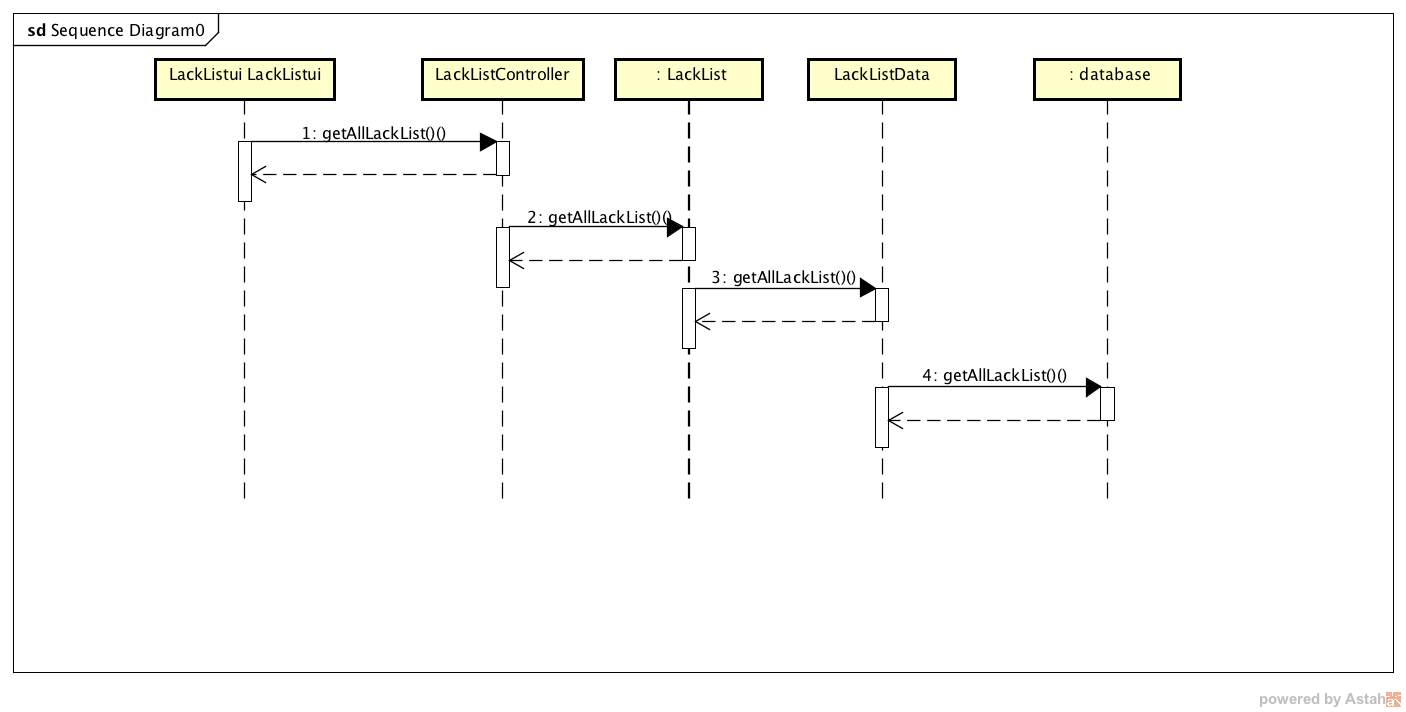 sd Sequence Diagram0
LackListui LackListui
LackListController
: LackList
LackListData
: database
1: getAllLackList()()
2: getAllLackList()()
3: getAllLackList()()
4: getAllLackList()()
powered by Astah